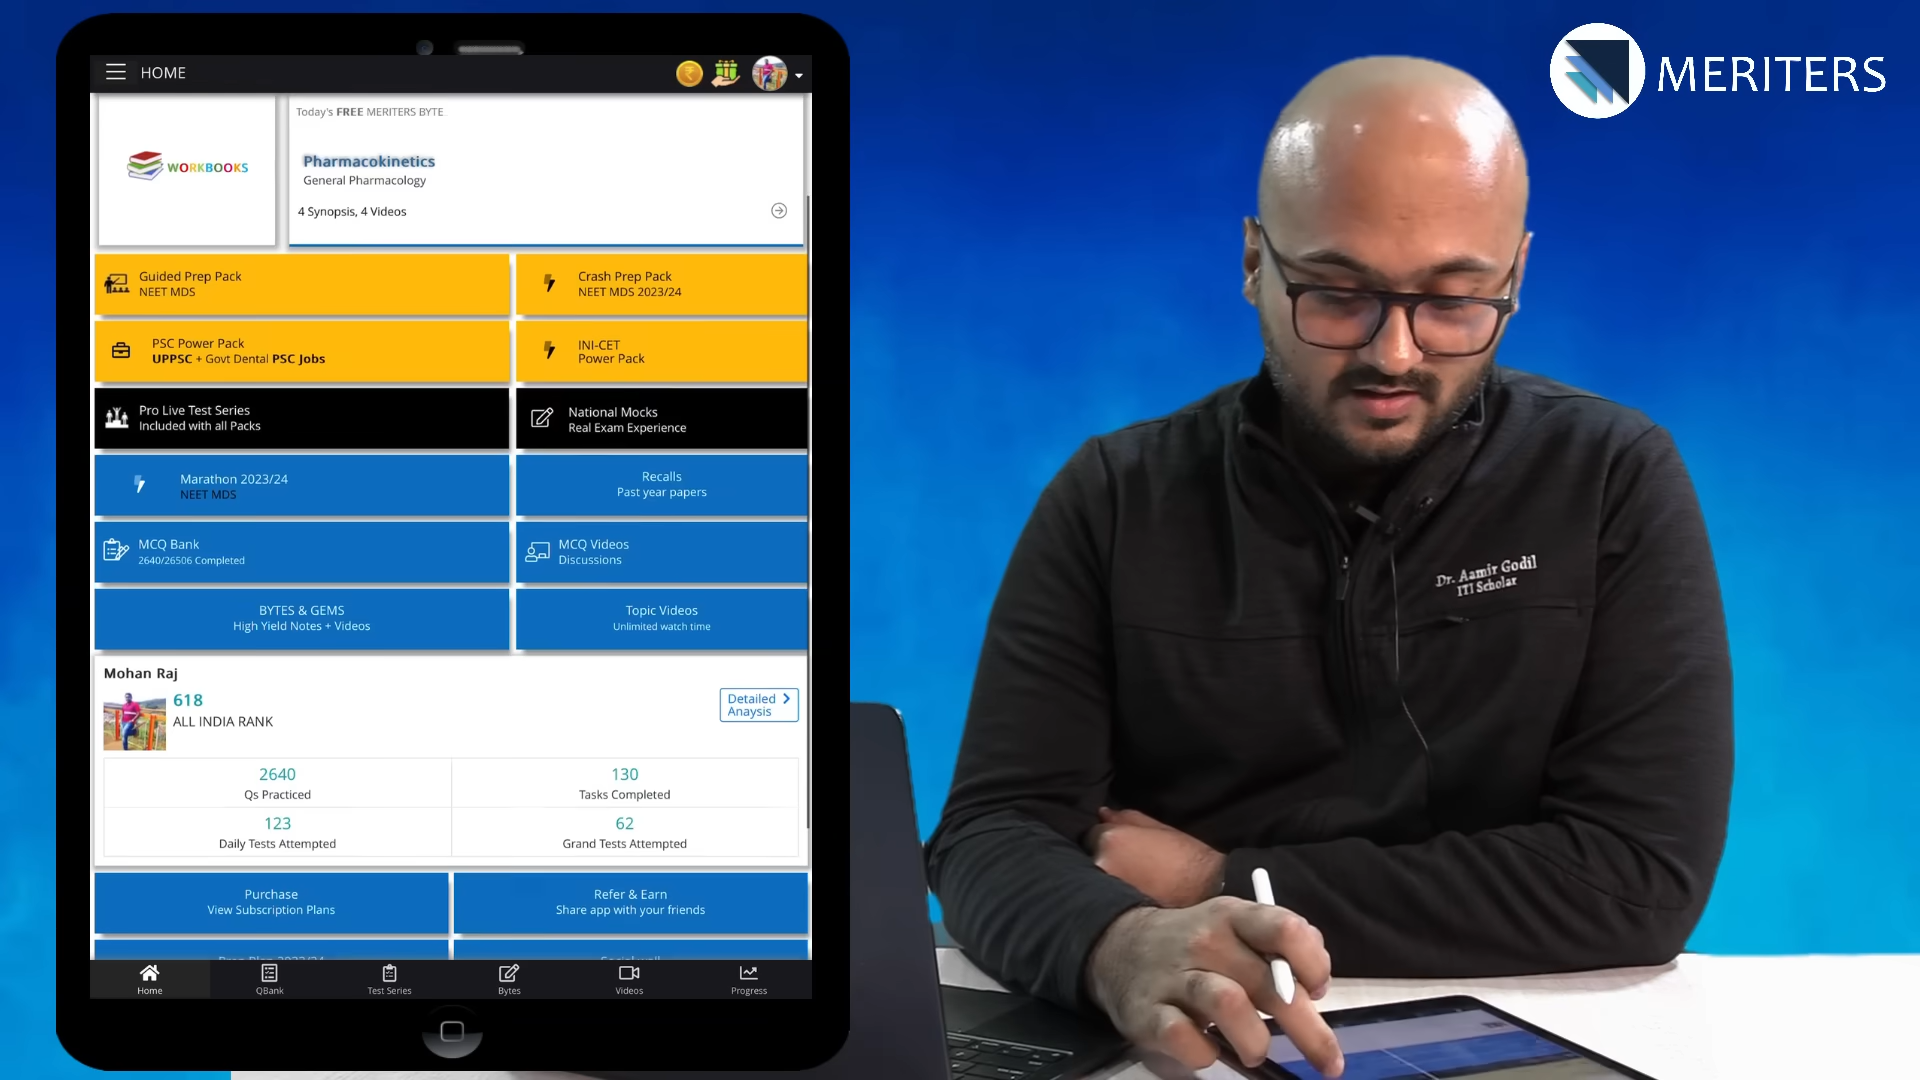 HOME
MERITERS
Today's FREE MERITERS BYTE
WORKBOOKS
Pharmacokinetics
General Pharmacology
4 Synopsis, 4 Videos
Guided Prep Pack
NEET MDS
Crash Prep Pack
NEET MDS 2023/24
PSC Power Pack
UPPSC + Govt Dental PSC Jobs
INI-CET
Power Pack
Pro Live Test Series
Included with all Packs
National Mocks
Real Exam Experience
Marathon 2023/24
NEET MDS
Recalls
Past year papers
MCQ Bank
2640/26506 Completed
MCQ Videos
Discussions
BYTES & GEMS
High Yield Notes + Videos
Topic Videos
Unlimited watch time
Mohan Raj
618
ALL INDIA RANK
Detailed
Anaysis
2640
Qs Practiced
130
Tasks Completed
123
Daily Tests Attempted
62
Grand Tests Attempted
Purchase
View Subscription Plans
Refer & Earn
Share app with your friends
Home
QBank
Test Series
Bytes
Videos
Progress
Dr. Aamir Godil
ITI Scholar